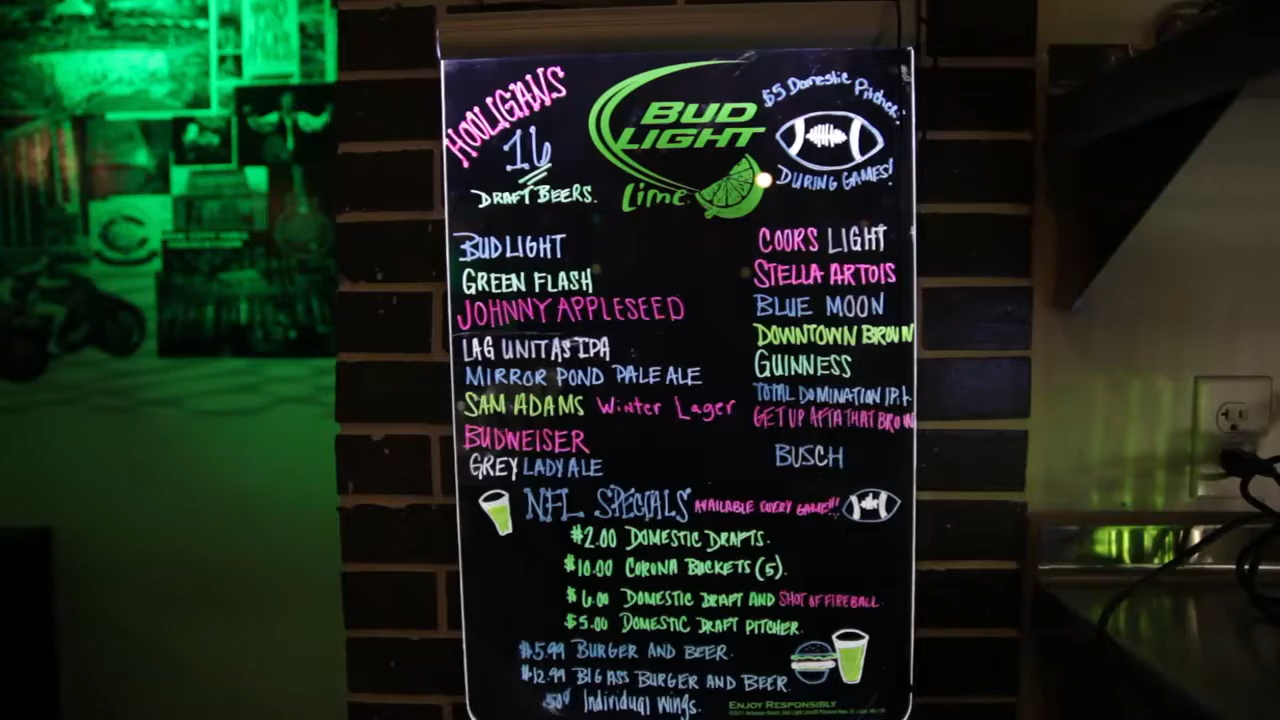 HOOLIGANS
16
DRAFT BEERS.
BUD
LIGHT
Lime
$5 Domestic Pitchers
DURING GAMES!
BUD LIGHT
GREEN FLASH
JOHNNY APPLESEED
LAG UNITAS IPA
MIRROR POND PALE ALE
SAM ADAMS Winter Lager
BUDWEISER
GREY LADY ALE
COORS LIGHT
STELLA ARTOIS
BLUE MOON
DOWNTOWN BROWN
GUINNESS
TOTAL DOMINATION I.P.A
GET UP AFTA THAT BROWN
BUSCH
NFL SPECIALS AVAILABLE EVERY GAME!!!
$2.00 DOMESTIC DRAFTS.
$10.00 CORONA BUCKETS (5).
$6.00 DOMESTIC DRAFT AND SHOT OF FIREBALL.
$5.00 DOMESTIC DRAFT PITCHER.
$5.99 BURGER AND BEER.
$12.99 BIG ASS BURGER AND BEER.
50¢ Individual Wings.
ENJOY RESPONSIBLY